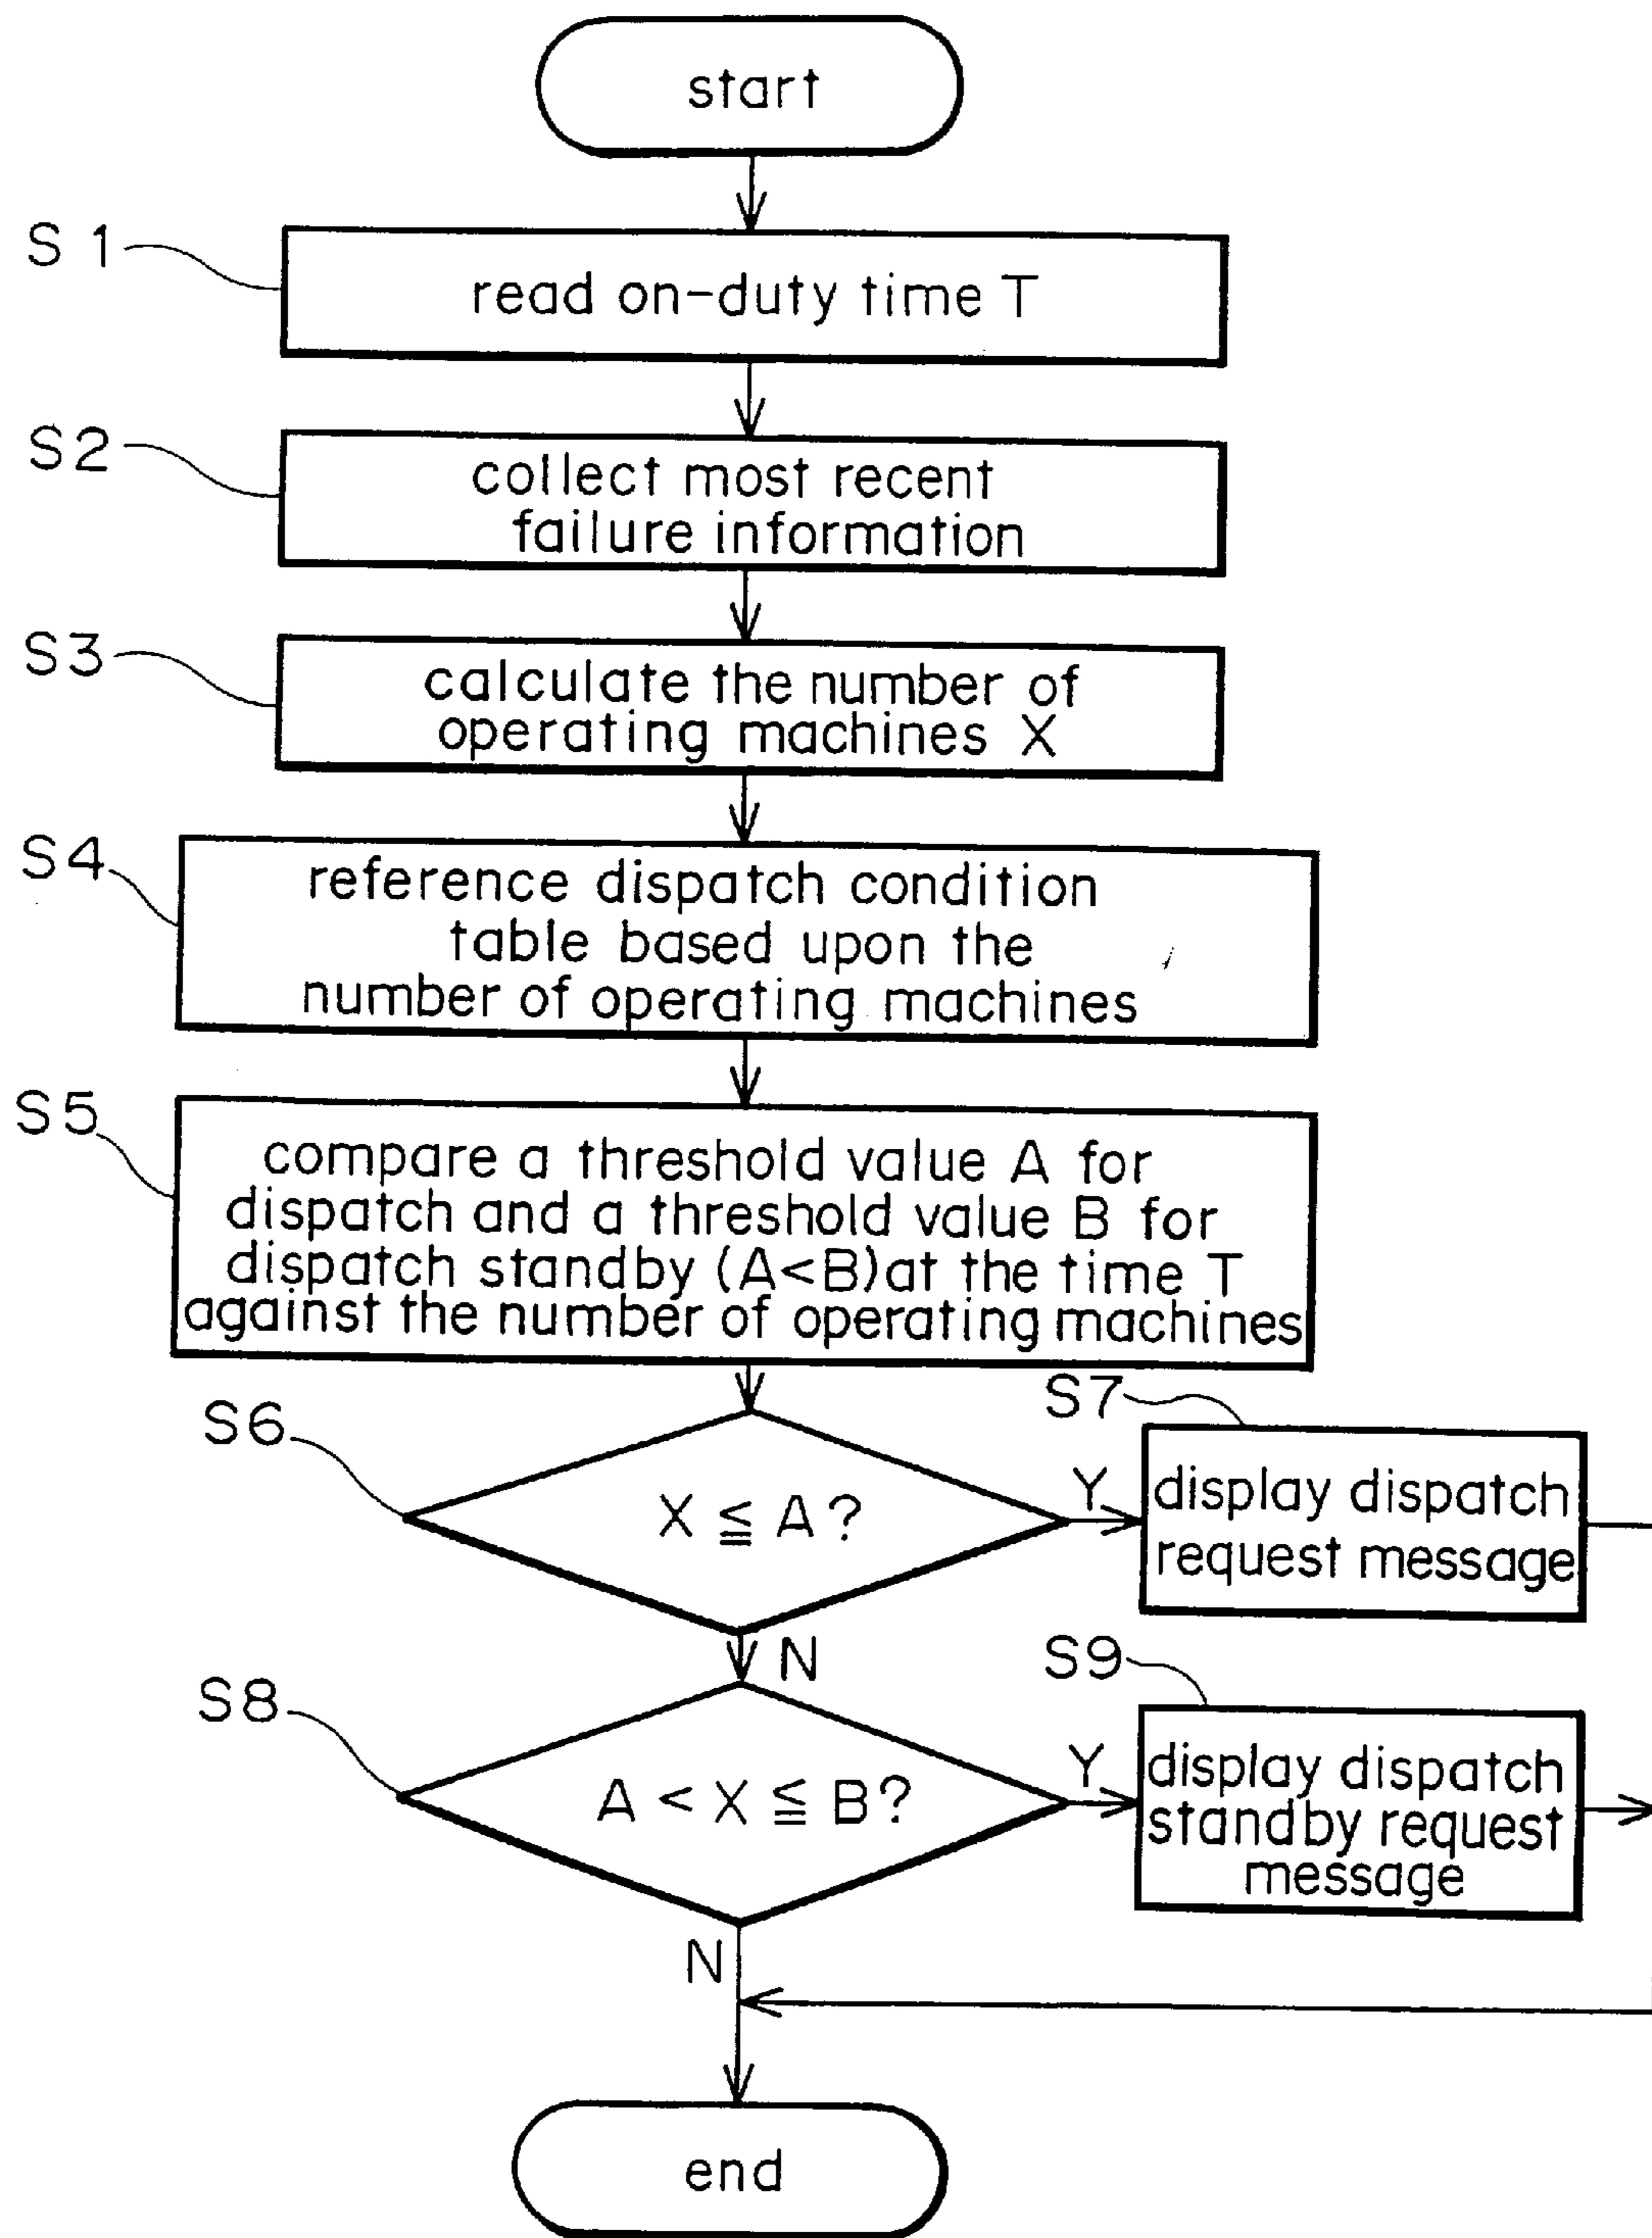 start
S1
read on-duty time T
S2
collect most recent
failure information
S3
calculate the number of
operating machines X
S4
reference dispatch condition
table based upon the
number of operating machines
S5
compare a threshold value A for
dispatch and a threshold value B for
dispatch standby (A<B) at the time T
against the number of operating machines
S6
X ≦ A?
Y
S7
display dispatch
request message
N
S8
A < X ≦ B?
Y
S9
display dispatch
standby request
message
N
end